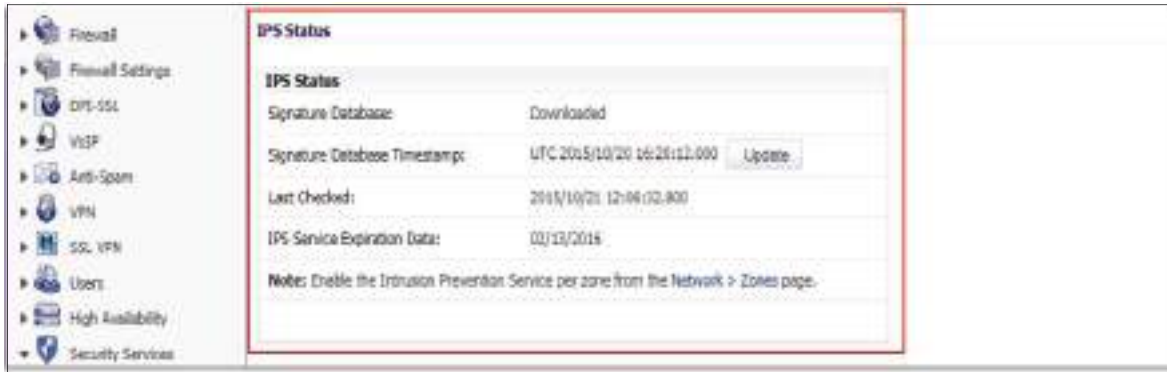 Firewall
Firewall Settings
DPI-SSL
VoIP
Anti-Spam
VPN
SSL VPN
Users
High Availability
Security Services
IPS Status
IPS Status
Signature Database: Downloaded
Signature Database Timestamp: UTC 2015/10/20 16:26:12.000 Update
Last Checked: 2015/10/21 12:06:32.800
IPS Service Expiration Date: 02/13/2016
Note: Enable the Intrusion Prevention Service per zone from the Network > Zones page.